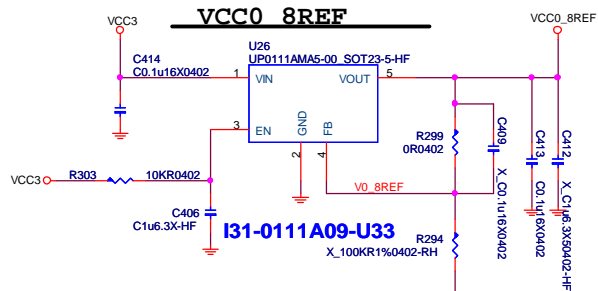 VCC0_8REF
VCC3
VCC0_8REF
C414
C0.1u16X0402
U26
UP0111AMA5-00_SOT23-5-HF
1
VIN
VOUT
5
3
EN
GND
FB
2
4
R299
0R0402
C409
X_C0.1u16X0402
C413
C0.1u16X0402
C412
X_C1u6.3X50402-HF
VCC3
R303
10KR0402
V0_8REF
C406
C1u6.3X-HF
I31-0111A09-U33
R294
X_100KR1%0402-RH